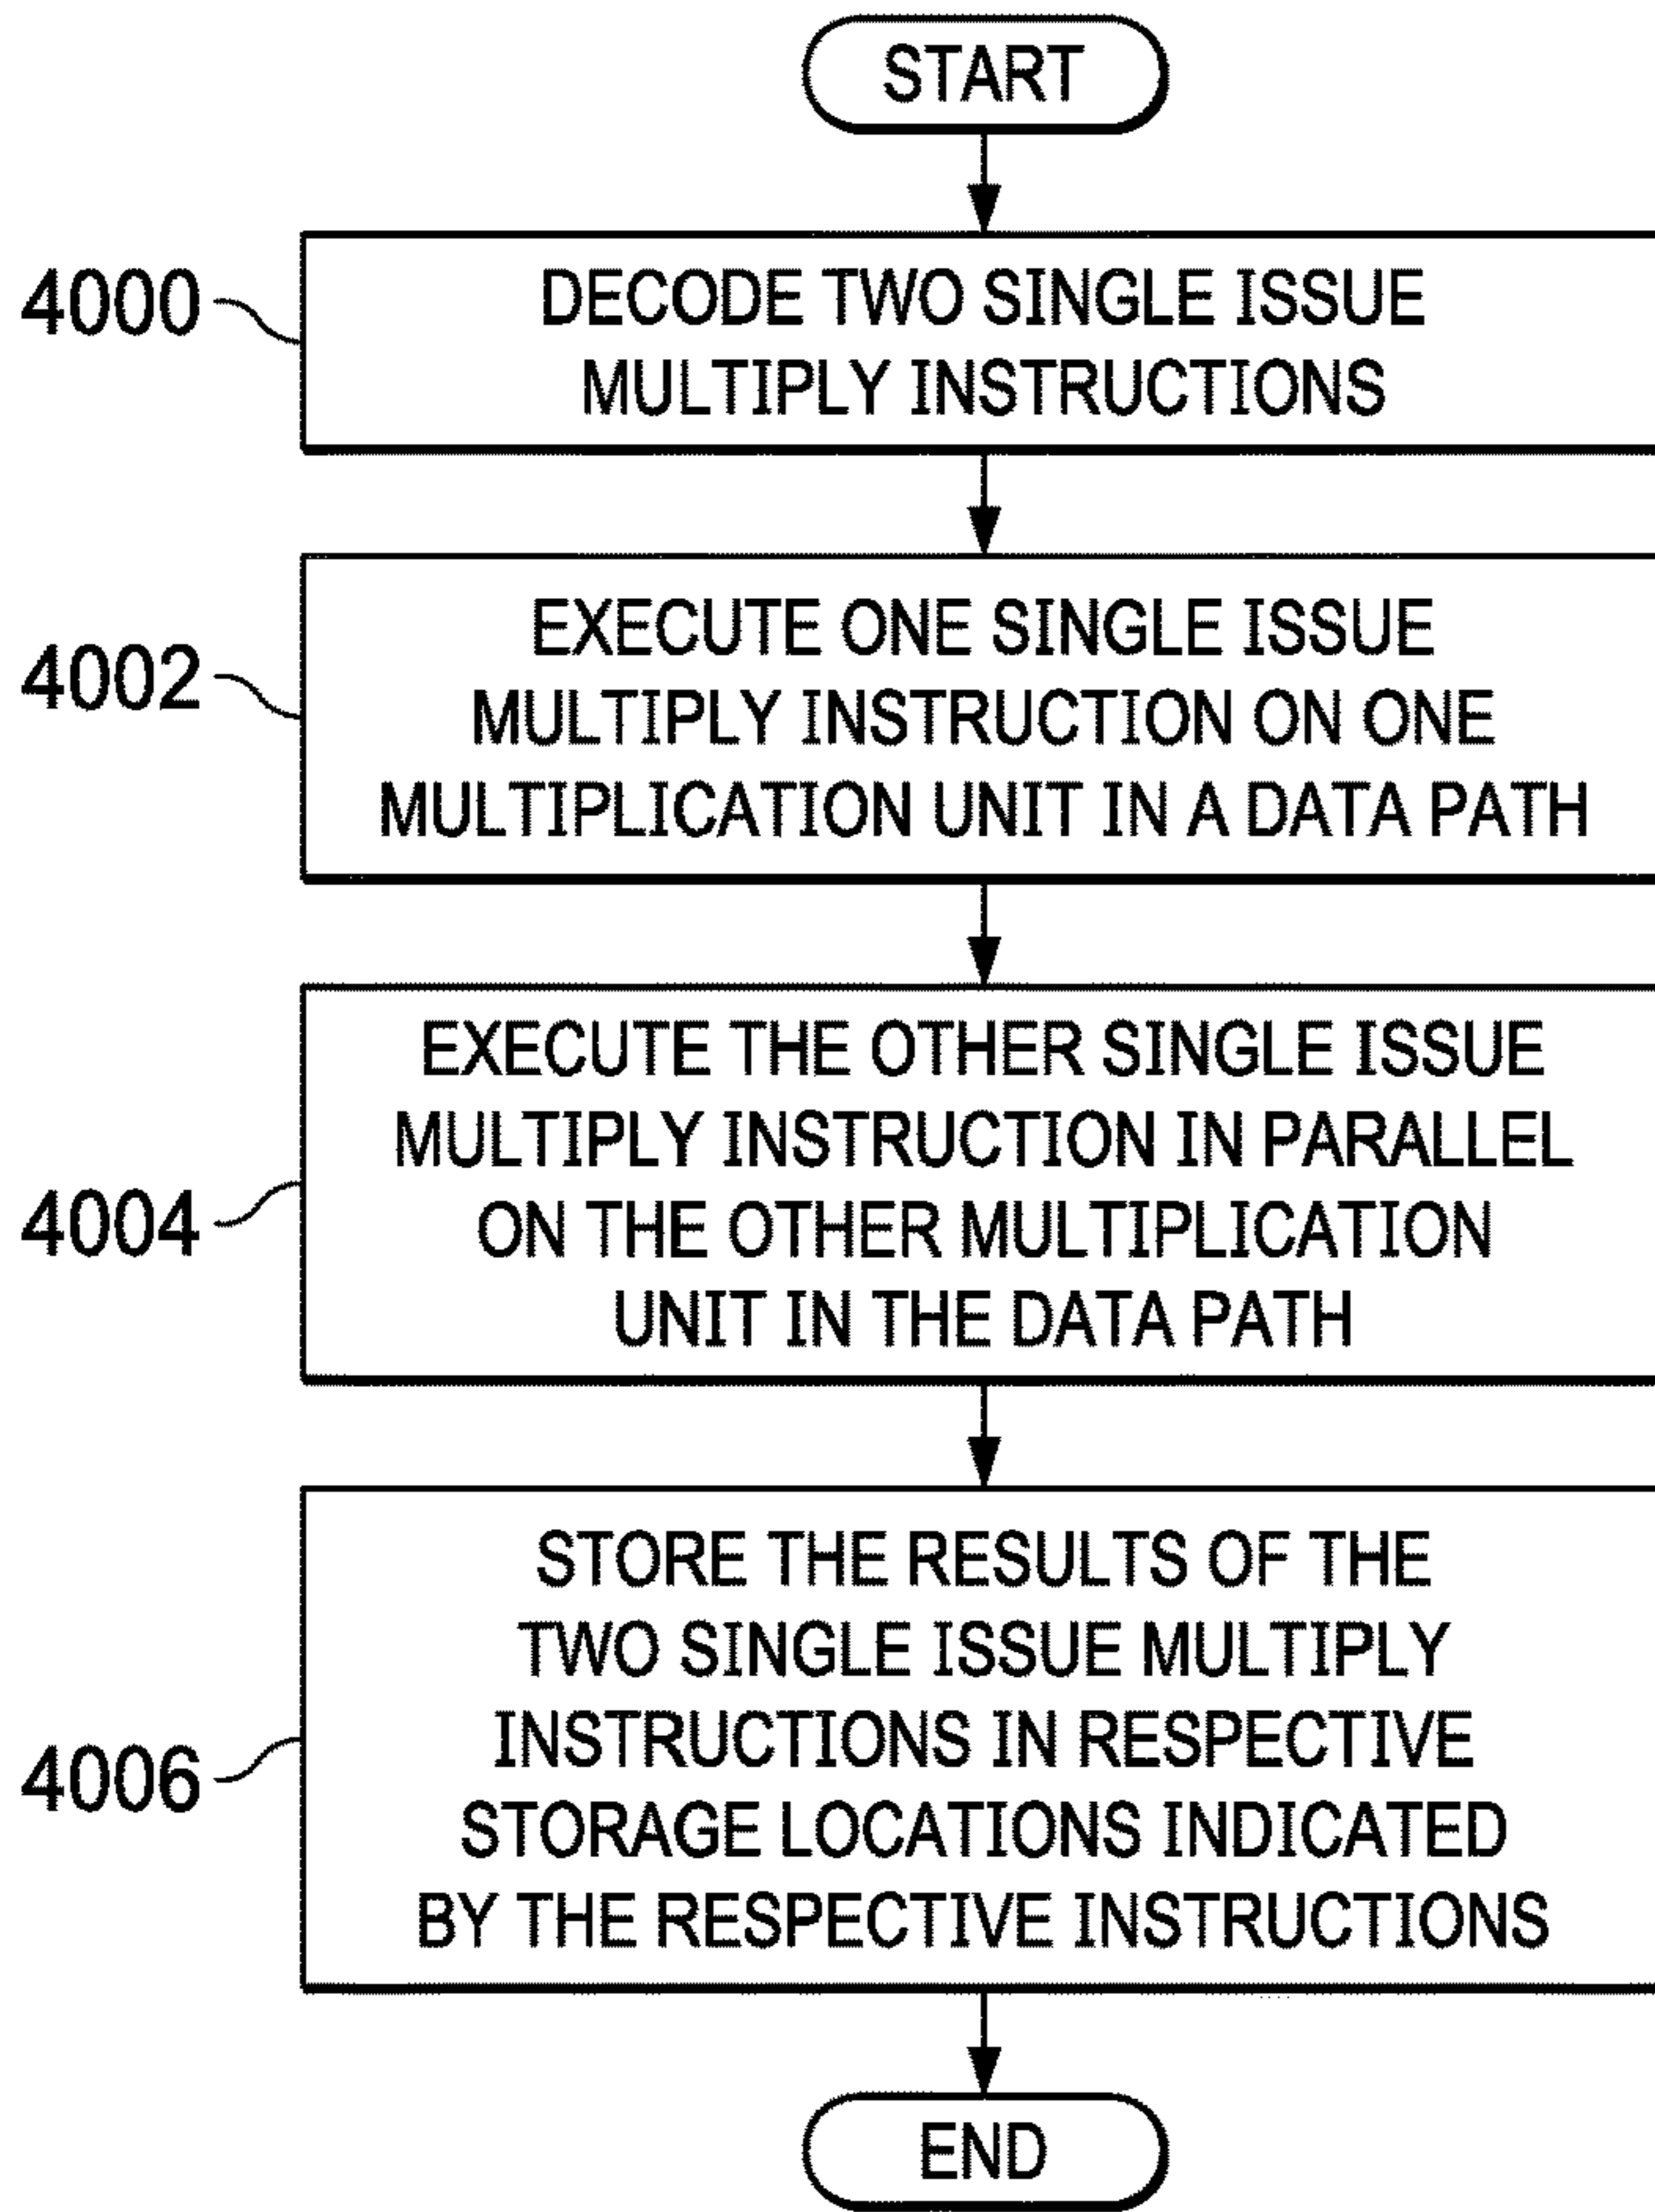 START
4000
DECODE TWO SINGLE ISSUE
MULTIPLY INSTRUCTIONS
4002
EXECUTE ONE SINGLE ISSUE
MULTIPLY INSTRUCTION ON ONE
MULTIPLICATION UNIT IN A DATA PATH
4004
EXECUTE THE OTHER SINGLE ISSUE
MULTIPLY INSTRUCTION IN PARALLEL
ON THE OTHER MULTIPLICATION
UNIT IN THE DATA PATH
4006
STORE THE RESULTS OF THE
TWO SINGLE ISSUE MULTIPLY
INSTRUCTIONS IN RESPECTIVE
STORAGE LOCATIONS INDICATED
BY THE RESPECTIVE INSTRUCTIONS
END